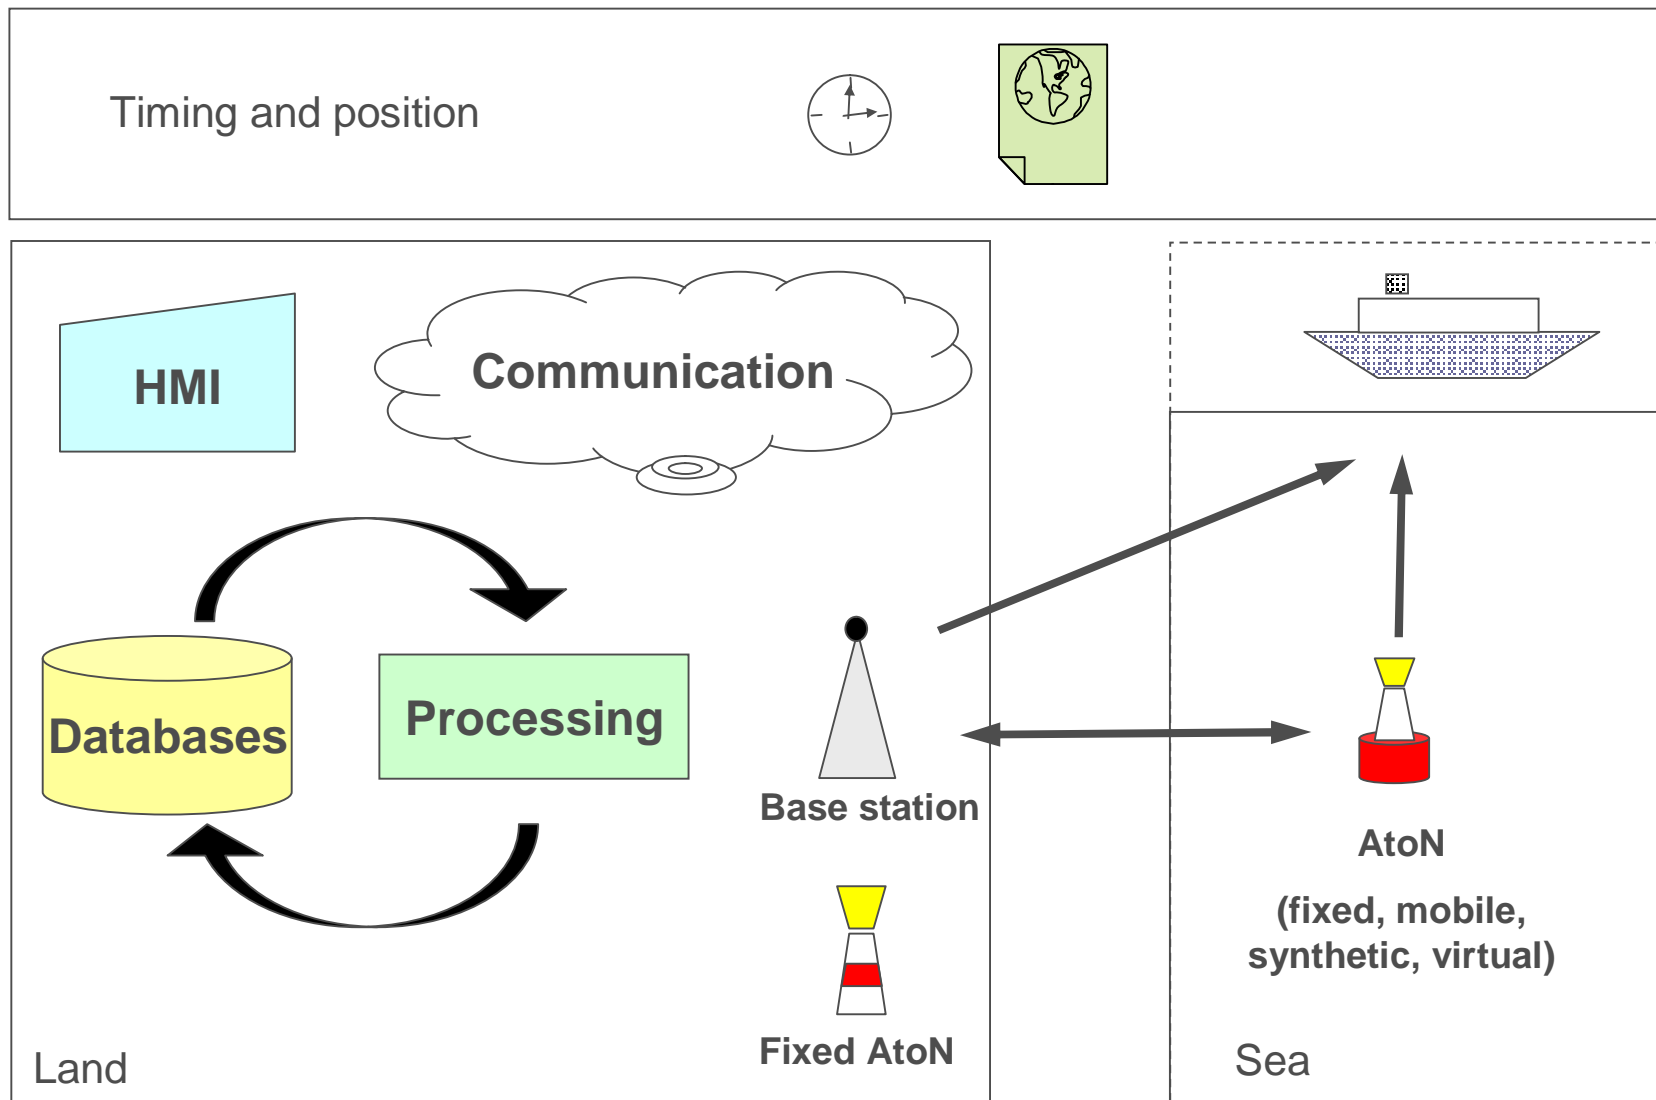 Timing and position
HMI
Communication
Databases
Processing
Base station
Fixed AtoN
Land
AtoN
(fixed, mobile,
synthetic, virtual)
Sea